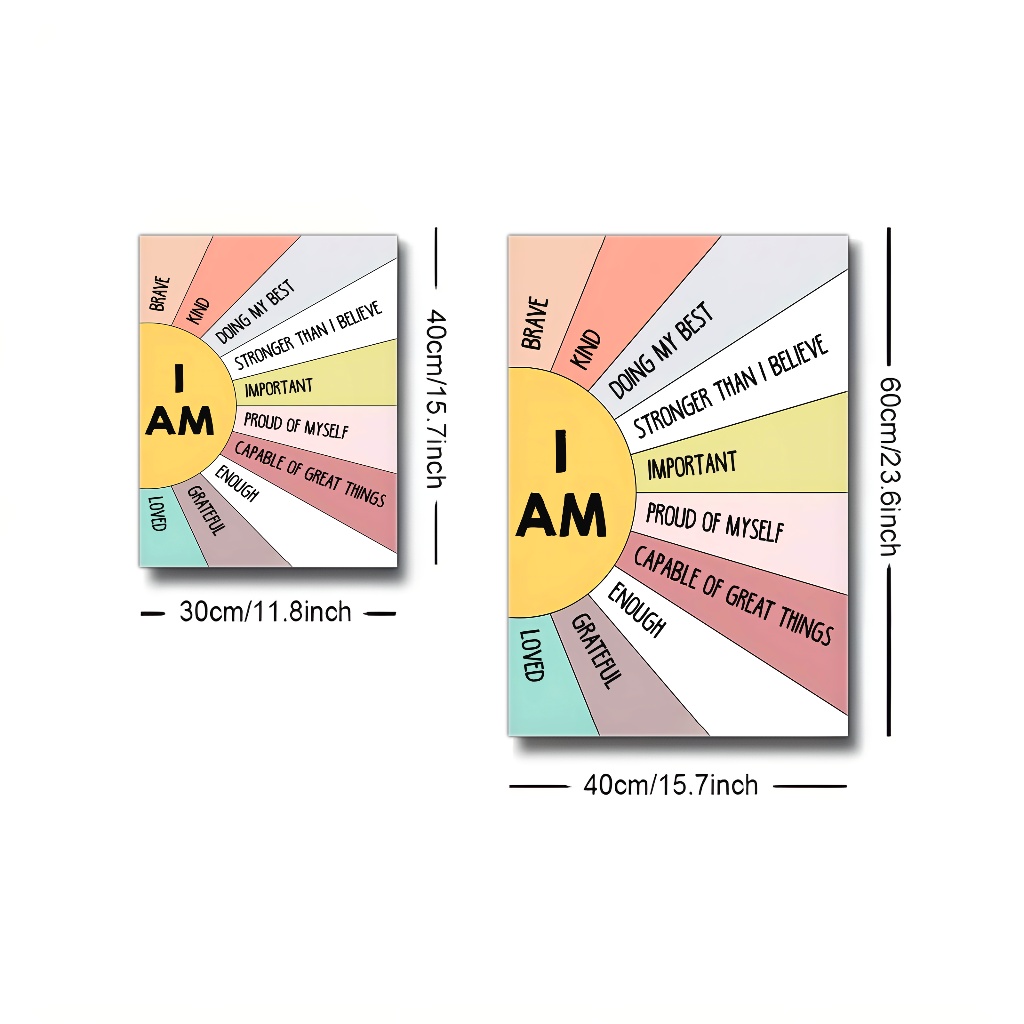 BRAVE
KIND
DOING MY BEST
STRONGER THAN I BELIEVE
IMPORTANT
PROUD OF MYSELF
CAPABLE OF GREAT THINGS
ENOUGH
GRATEFUL
LOVED
I
AM
40cm/15.7inch
30cm/11.8inch
BRAVE
KIND
DOING MY BEST
STRONGER THAN I BELIEVE
IMPORTANT
PROUD OF MYSELF
CAPABLE OF GREAT THINGS
ENOUGH
GRATEFUL
LOVED
I
AM
60cm/23.6inch
40cm/15.7inch